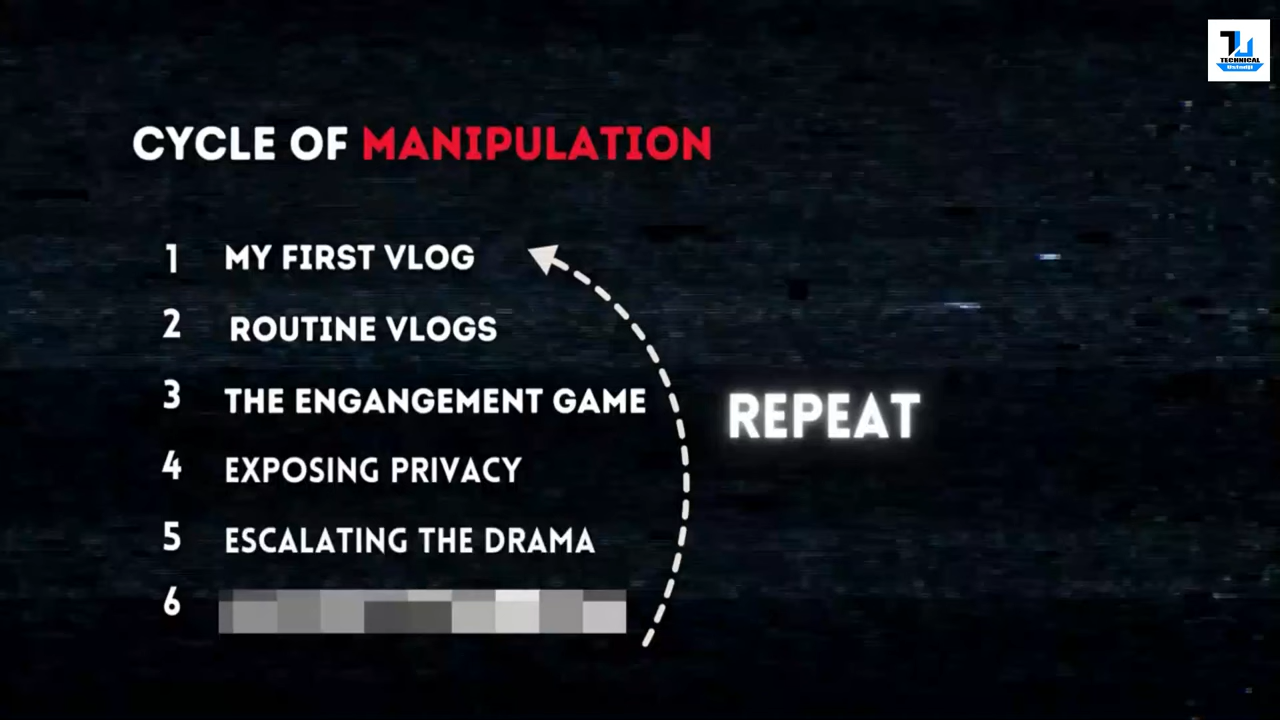 TECHNICAL
UstadJi
CYCLE OF MANIPULATION
1 MY FIRST VLOG
2 ROUTINE VLOGS
3 THE ENGANGEMENT GAME
4 EXPOSING PRIVACY
5 ESCALATING THE DRAMA
6
REPEAT